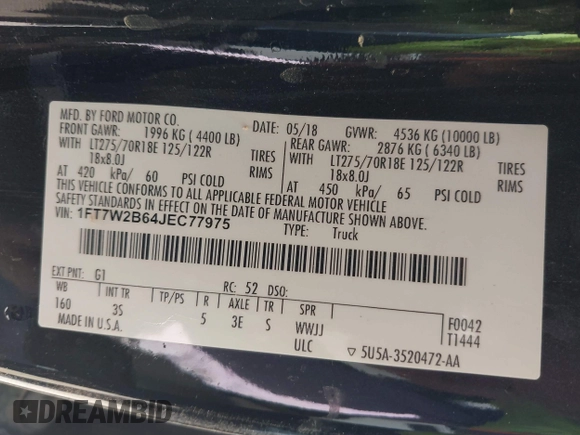 MFD. BY FORD MOTOR CO.
DATE: 05/18 GVWR: 4536 KG (10000 LB)
FRONT GAWR: 1996 KG ( 4400 LB)
REAR GAWR: 2876 KG ( 6340 LB)
WITH LT275/70R18E 125/122R TIRES
WITH LT275/70R18E 125/122R TIRES
18x8.0J RIMS
18x8.0J RIMS
AT 420 kPa/ 60 PSI COLD
AT 450 kPa/ 65 PSI COLD
THIS VEHICLE CONFORMS TO ALL APPLICABLE FEDERAL MOTOR VEHICLE
SAFETY STANDARDS IN EFFECT ON THE DATE OF MANUFACTURE SHOWN ABOVE.
VIN: 1FT7W2B64JEC77975
TYPE: Truck
EXT PNT: G1 RC: 52 DSO:
WB INT TR TP/PS R AXLE TR SPR
160 3S 5 3E S WWJJ F0042
ULC T1444
MADE IN U.S.A. ▽ 5U5A-3520472-AA
DREAMBID